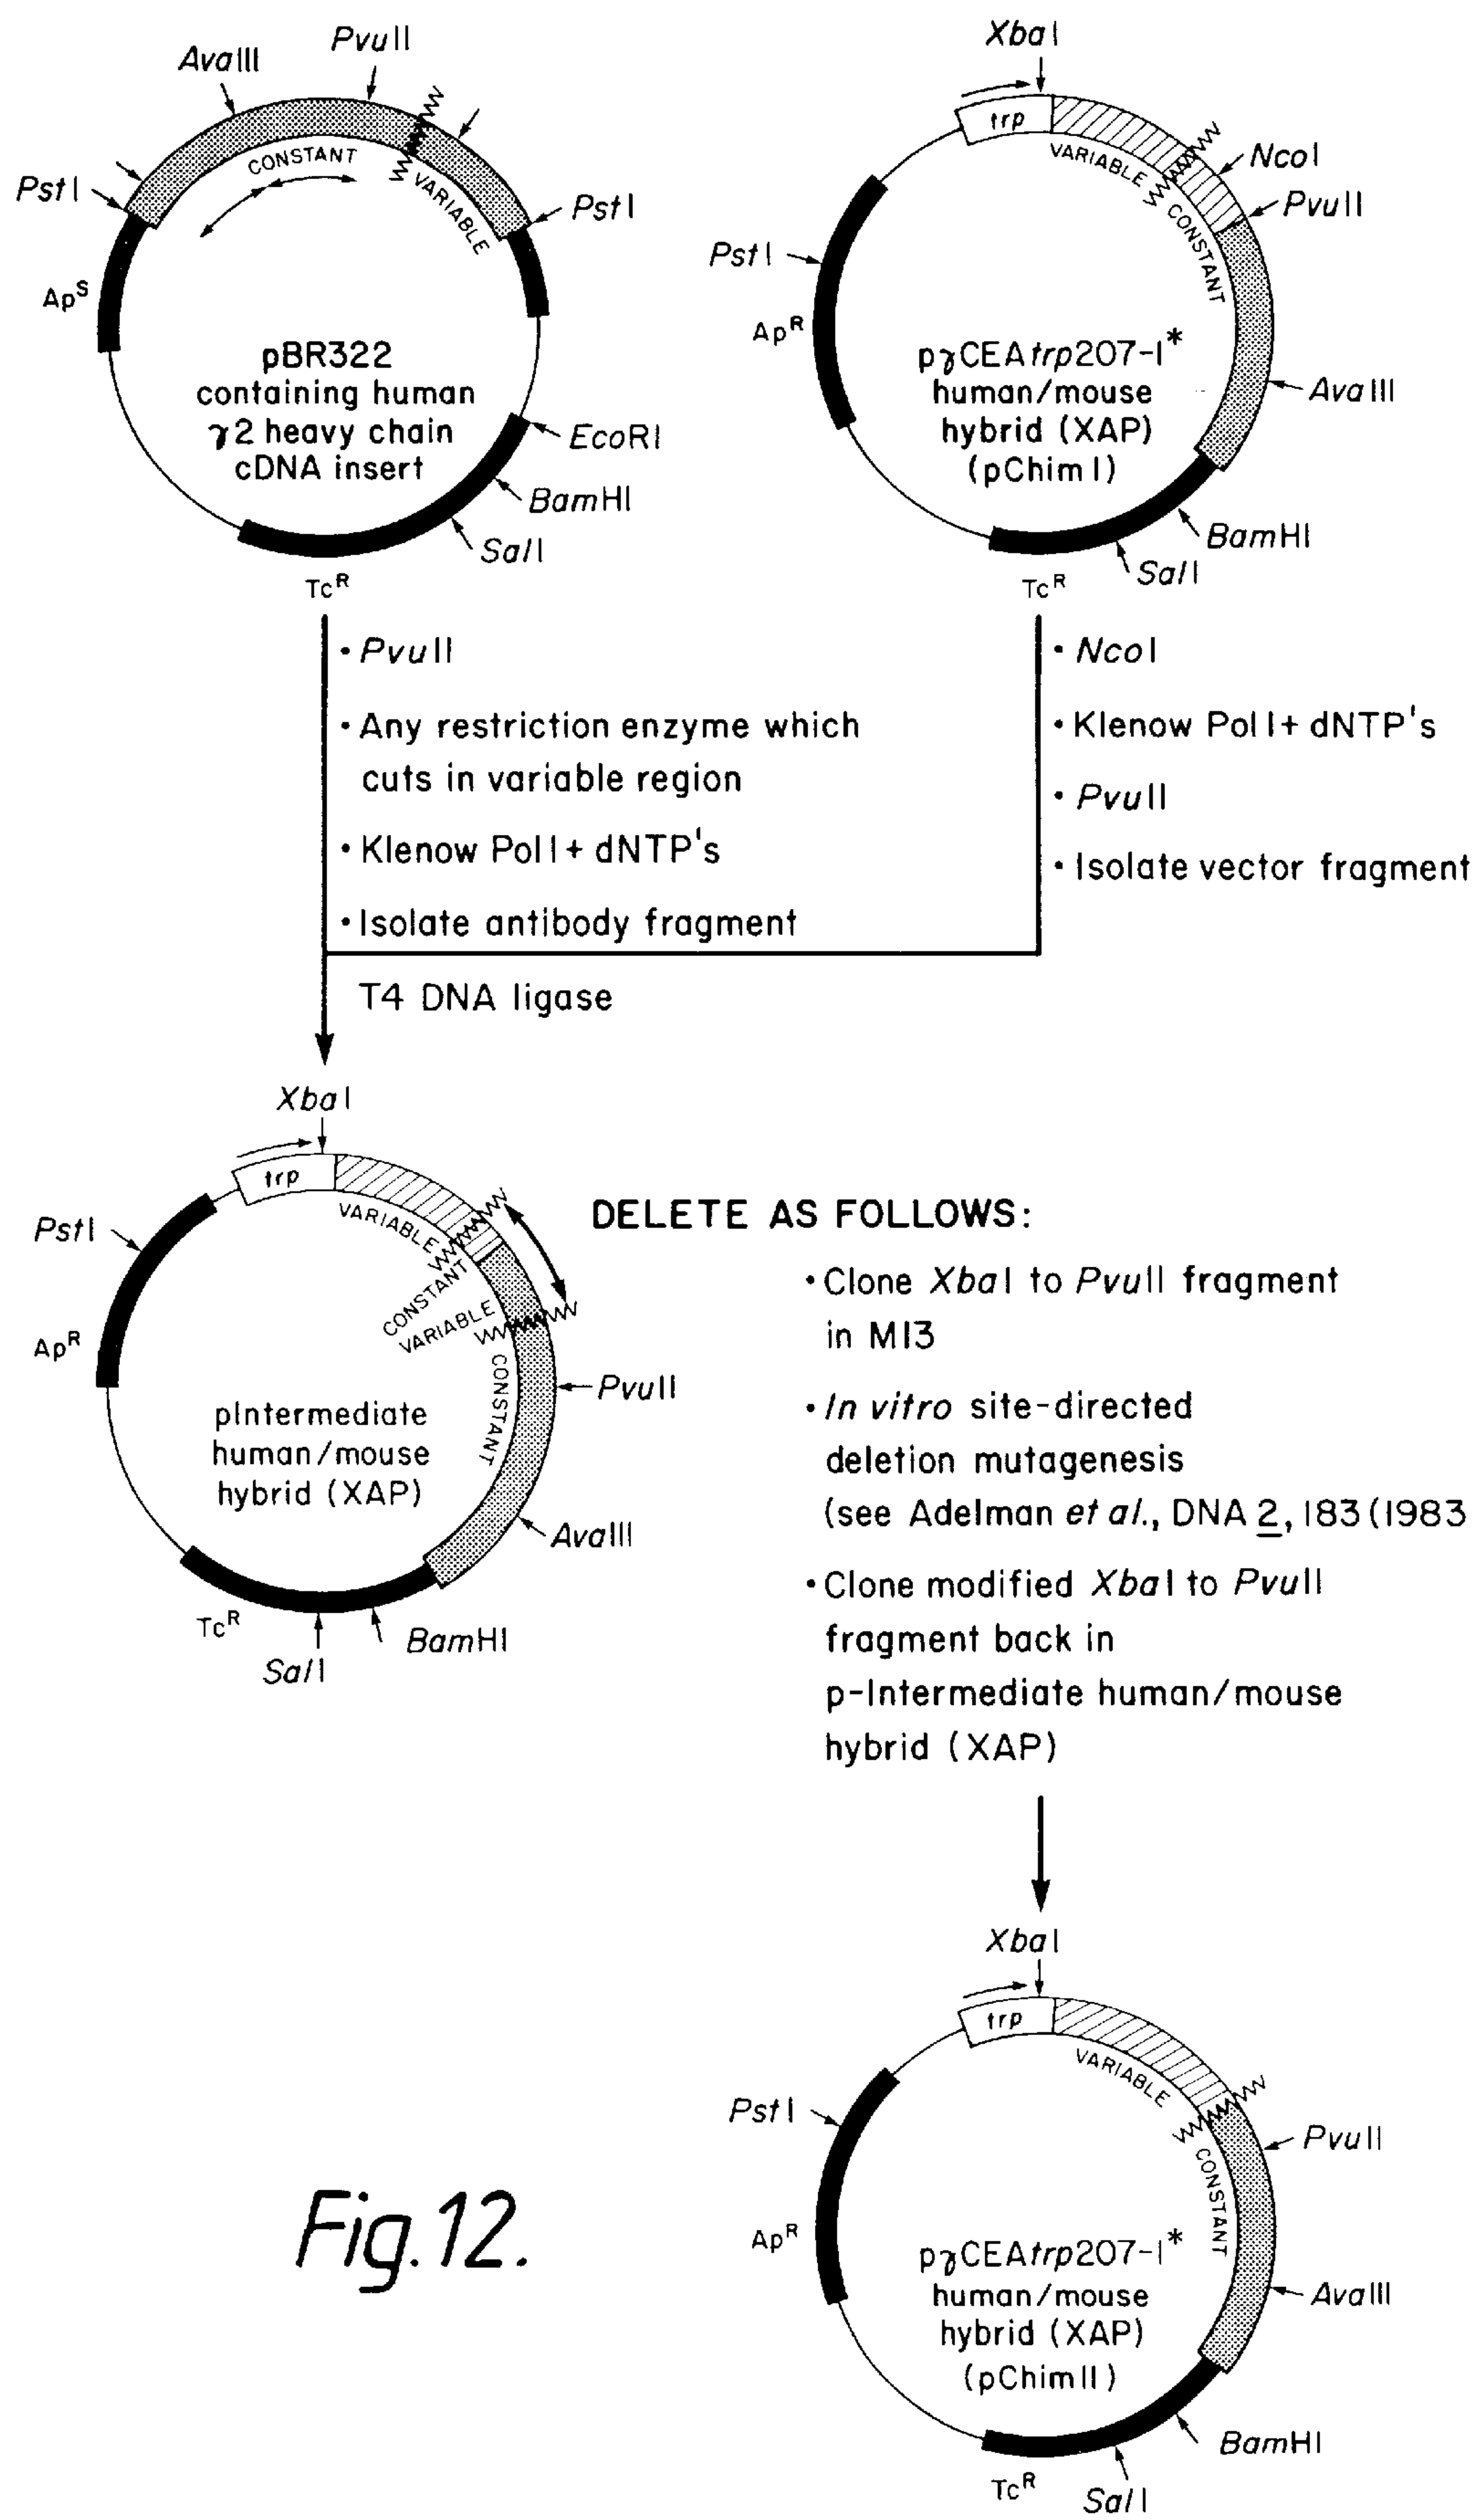 AvaIII
PvuII
PstI
CONSTANT
VARIABLE
PstI
ApS
pBR322
containing human
γ2 heavy chain
cDNA insert
EcoRI
BamHI
SalI
TcR
XbaI
trp
VARIABLE
NcoI
PvuII
CONSTANT
PstI
ApR
pγCEAtrp207-1*
human/mouse
hybrid (XAP)
(pChim I)
AvaIII
BamHI
SalI
TcR
• PvuII
• Any restriction enzyme which
cuts in variable region
• Klenow Pol I + dNTP's
• Isolate antibody fragment
• NcoI
• Klenow Pol I + dNTP's
• PvuII
• Isolate vector fragment
T4 DNA ligase
XbaI
trp
VARIABLE
PstI
CONSTANT
VARIABLE
ApR
CONSTANT
PvuII
pIntermediate
human/mouse
hybrid (XAP)
AvaIII
TcR
BamHI
SalI
DELETE AS FOLLOWS:
• Clone XbaI to PvuII fragment
in M13
• In vitro site-directed
deletion mutagenesis
(see Adelman et al., DNA 2, 183 (1983
• Clone modified XbaI to PvuII
fragment back in
p-Intermediate human/mouse
hybrid (XAP)
XbaI
trp
VARIABLE
PstI
PvuII
CONSTANT
ApR
pγCEAtrp207-1*
human/mouse
hybrid (XAP)
(pChim II)
AvaIII
BamHI
TcR
SalI
Fig.12.